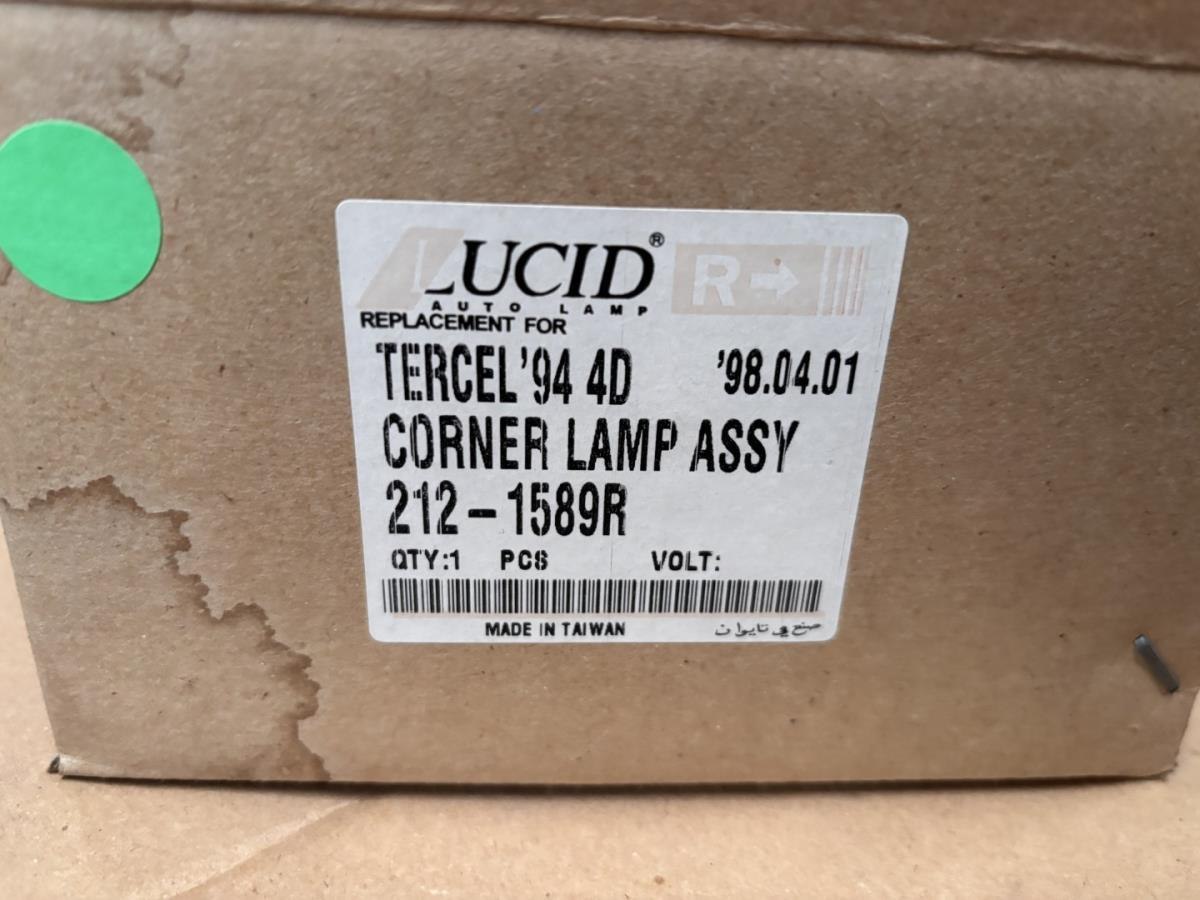 LUCID®
R→
AUTO LAMP
REPLACEMENT FOR
TERCEL'94 4D '98.04.01
CORNER LAMP ASSY
212-1589R
QTY:1 PCS VOLT:
MADE IN TAIWAN صنع في تايوان